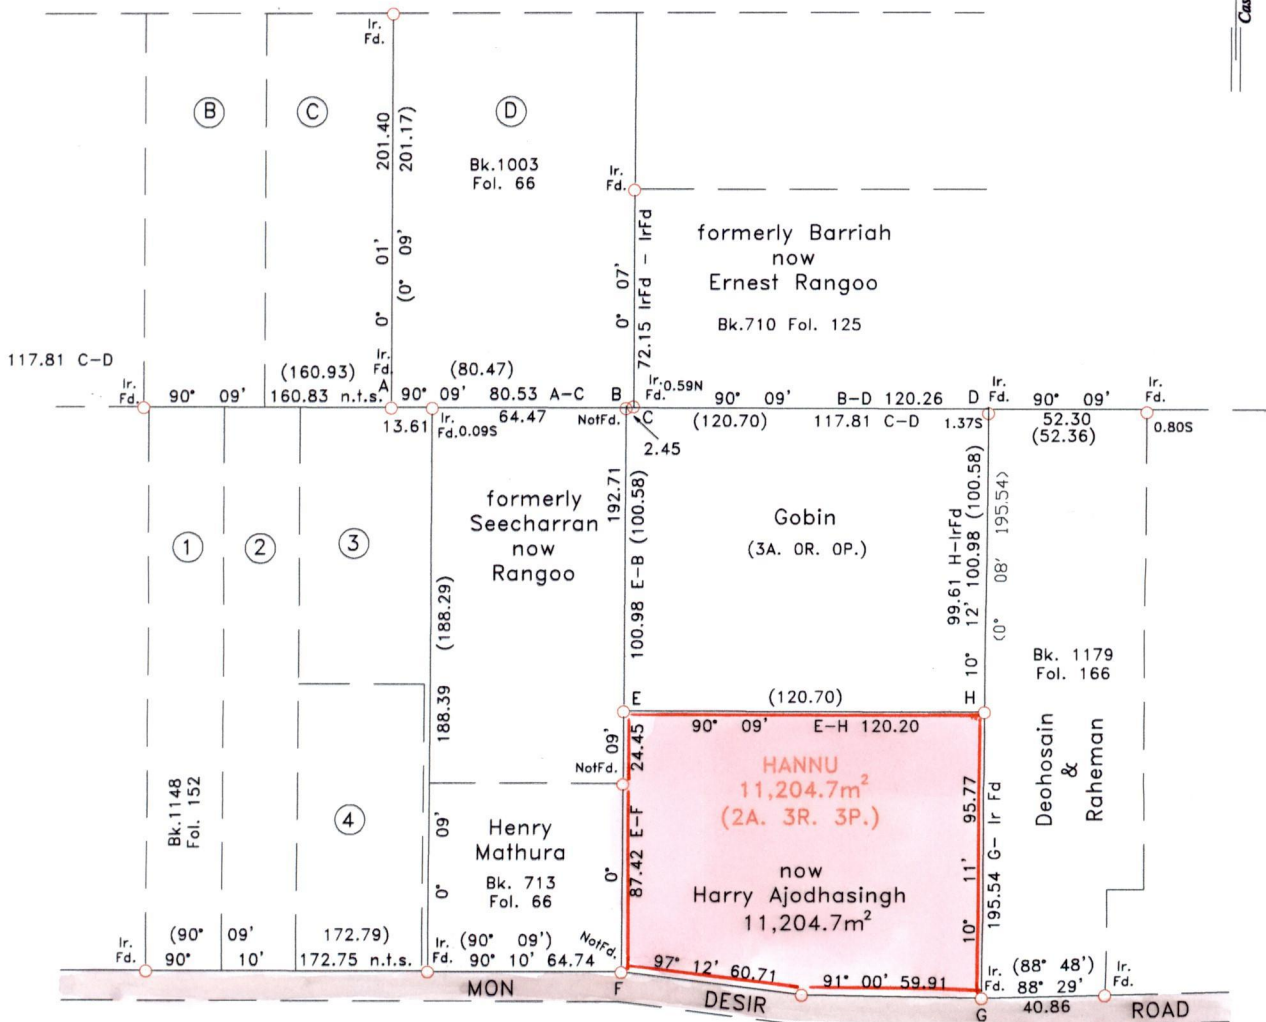 Cas
Ir.
Fd.
B
C
D
201.40
201.17)
Bk.1003
Fol. 66
Ir.
Fd.
formerly Barriah
now
Ernest Rangoo
Bk.710 Fol. 125
0° 01'
(0° 09'
0° 07'
72.15 IrFd - IrFd
117.81 C-D
Ir.
Fd.
(160.93)
90° 09' 160.83 n.t.s.
Ir.
Fd.
A
(80.47)
90° 09' 80.53 A-C
B
Ir.
Fd.
0.59N
90° 09' B-D 120.26
D
Ir.
Fd.
90° 09'
Ir.
Fd.
13.61
Ir.
Fd.0.09S
64.47
NotFd.
C
2.45
(120.70) 117.81 C-D
1.37S
52.30
(52.36)
0.80S
192.71
100.98 E-B (100.58)
formerly
Seecharran
now
Rangoo
Gobin
(3A. 0R. 0P.)
99.61 H-IrFd
10° 12' 100.98 (100.58)
(0° 08' 195.54)
1
2
3
(188.29)
188.39
0° 09'
Bk. 1179
Fol. 166
E
(120.70)
H
90° 09' E-H 120.20
0° 09'
24.45
NotFd.
87.42 E-F
HANNU
11,204.7m²
(2A. 3R. 3P.)
now
Harry Ajodhasingh
11,204.7m²
10° 11' 95.77
195.54 G- Ir Fd
Deohosain
&
Raheman
Bk.1148
Fol. 152
4
Henry
Mathura
Bk. 713
Fol. 66
Ir.
Fd.
(90° 09' 172.79)
90° 10' 172.75 n.t.s.
Ir.
Fd.
(90° 09')
90° 10' 64.74
NotFd.
F
97° 12' 60.71
91° 00' 59.91
Ir.
Fd.
(88° 48')
88° 29'
Ir.
Fd.
G
40.86
MON DESIR ROAD